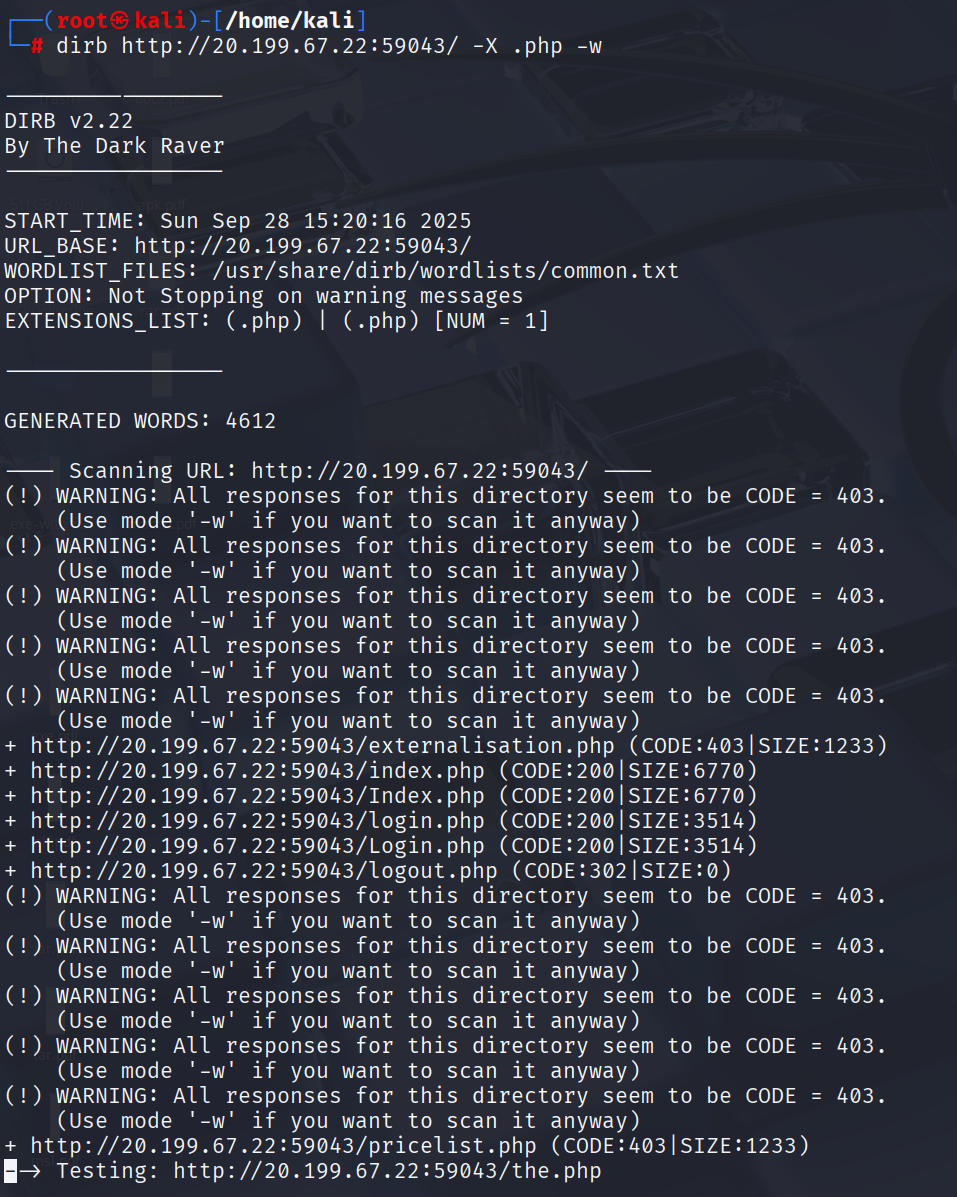 ┌──(root㉿kali)-[/home/kali]
└─# dirb http://20.199.67.22:59043/ -X .php -w
-----------------
DIRB v2.22
By The Dark Raver
-----------------
START_TIME: Sun Sep 28 15:20:16 2025
URL_BASE: http://20.199.67.22:59043/
WORDLIST_FILES: /usr/share/dirb/wordlists/common.txt
OPTION: Not Stopping on warning messages
EXTENSIONS_LIST: (.php) | (.php) [NUM = 1]
-----------------
GENERATED WORDS: 4612
---- Scanning URL: http://20.199.67.22:59043/ ----
(!) WARNING: All responses for this directory seem to be CODE = 403.
(Use mode '-w' if you want to scan it anyway)
(!) WARNING: All responses for this directory seem to be CODE = 403.
(Use mode '-w' if you want to scan it anyway)
(!) WARNING: All responses for this directory seem to be CODE = 403.
(Use mode '-w' if you want to scan it anyway)
(!) WARNING: All responses for this directory seem to be CODE = 403.
(Use mode '-w' if you want to scan it anyway)
(!) WARNING: All responses for this directory seem to be CODE = 403.
(Use mode '-w' if you want to scan it anyway)
+ http://20.199.67.22:59043/externalisation.php (CODE:403|SIZE:1233)
+ http://20.199.67.22:59043/index.php (CODE:200|SIZE:6770)
+ http://20.199.67.22:59043/Index.php (CODE:200|SIZE:6770)
+ http://20.199.67.22:59043/login.php (CODE:200|SIZE:3514)
+ http://20.199.67.22:59043/Login.php (CODE:200|SIZE:3514)
+ http://20.199.67.22:59043/logout.php (CODE:302|SIZE:0)
(!) WARNING: All responses for this directory seem to be CODE = 403.
(Use mode '-w' if you want to scan it anyway)
(!) WARNING: All responses for this directory seem to be CODE = 403.
(Use mode '-w' if you want to scan it anyway)
(!) WARNING: All responses for this directory seem to be CODE = 403.
(Use mode '-w' if you want to scan it anyway)
(!) WARNING: All responses for this directory seem to be CODE = 403.
(Use mode '-w' if you want to scan it anyway)
(!) WARNING: All responses for this directory seem to be CODE = 403.
(Use mode '-w' if you want to scan it anyway)
+ http://20.199.67.22:59043/pricelist.php (CODE:403|SIZE:1233)
--> Testing: http://20.199.67.22:59043/the.php